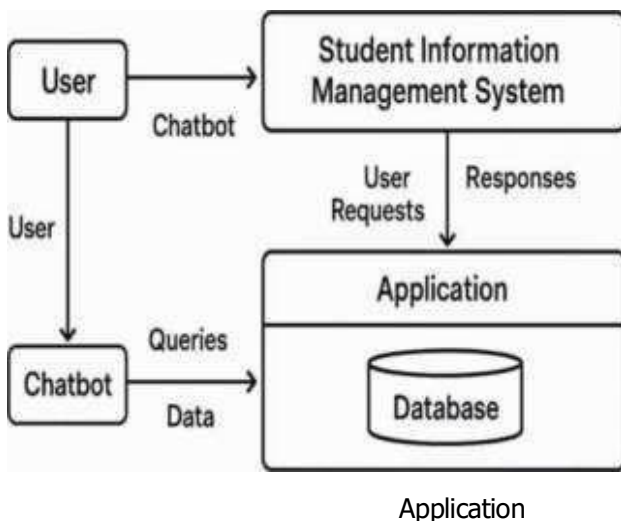 User
Student Information
Management System
Chatbot
User
Requests
Responses
User
Application
Queries
Chatbot
Data
Database
Application